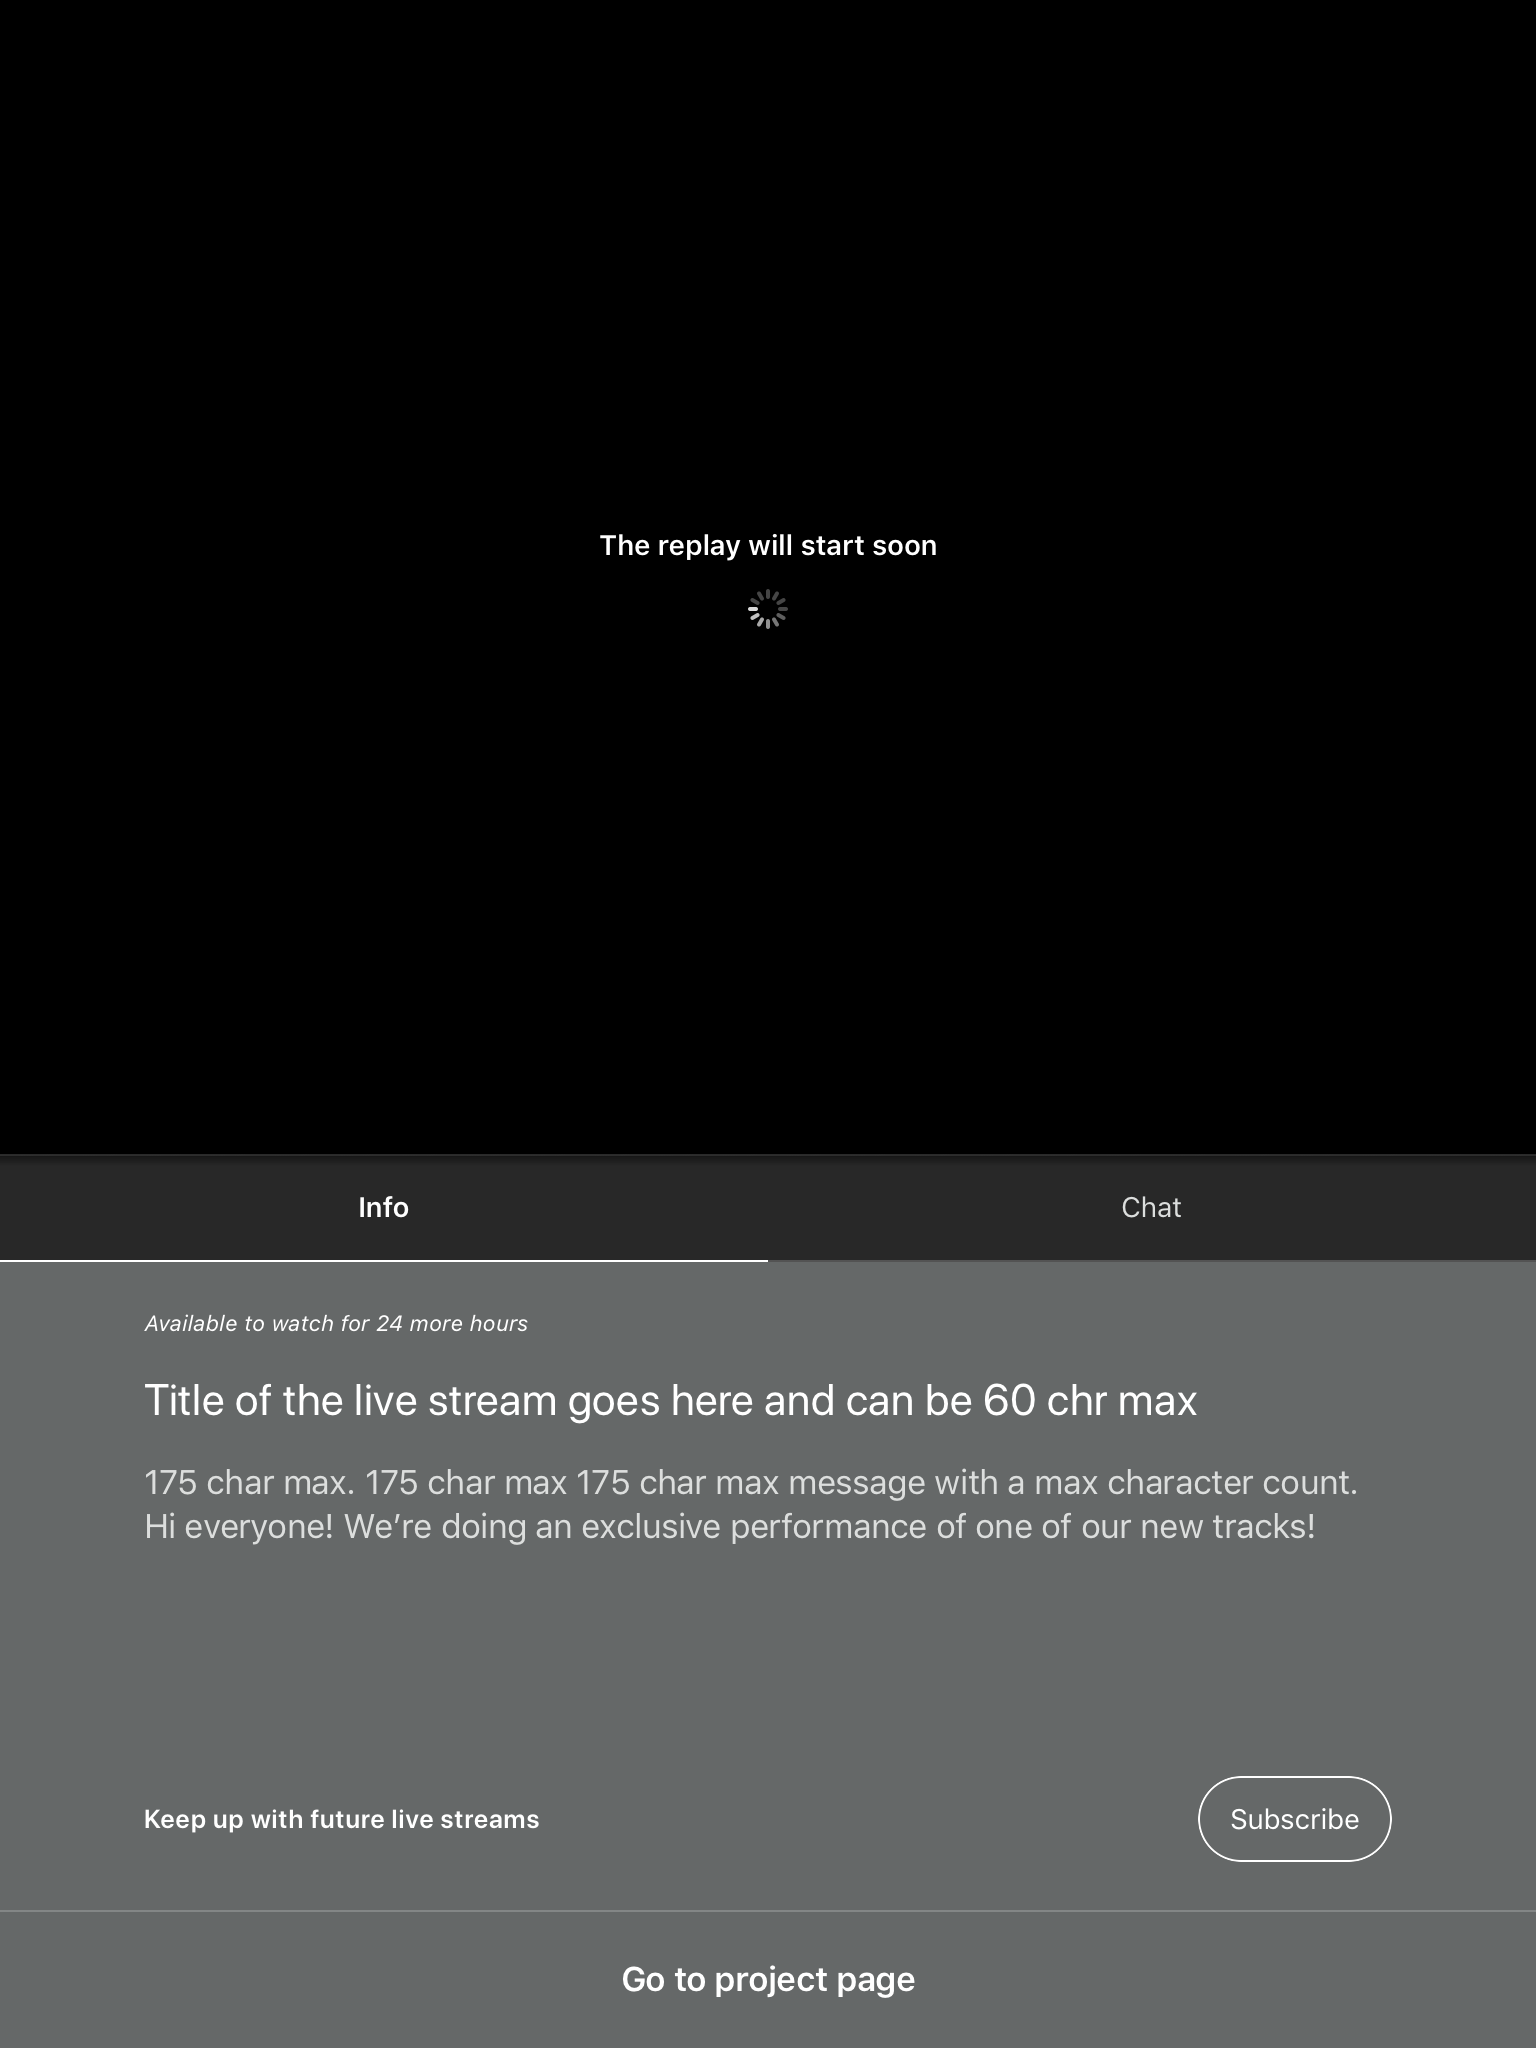 The replay will start soon
Info
Chat
Available to watch for 24 more hours
Title of the live stream goes here and can be 60 chr max
175 char max. 175 char max 175 char max message with a max character count.
Hi everyone! We’re doing an exclusive performance of one of our new tracks!
Keep up with future live streams
Subscribe
Go to project page